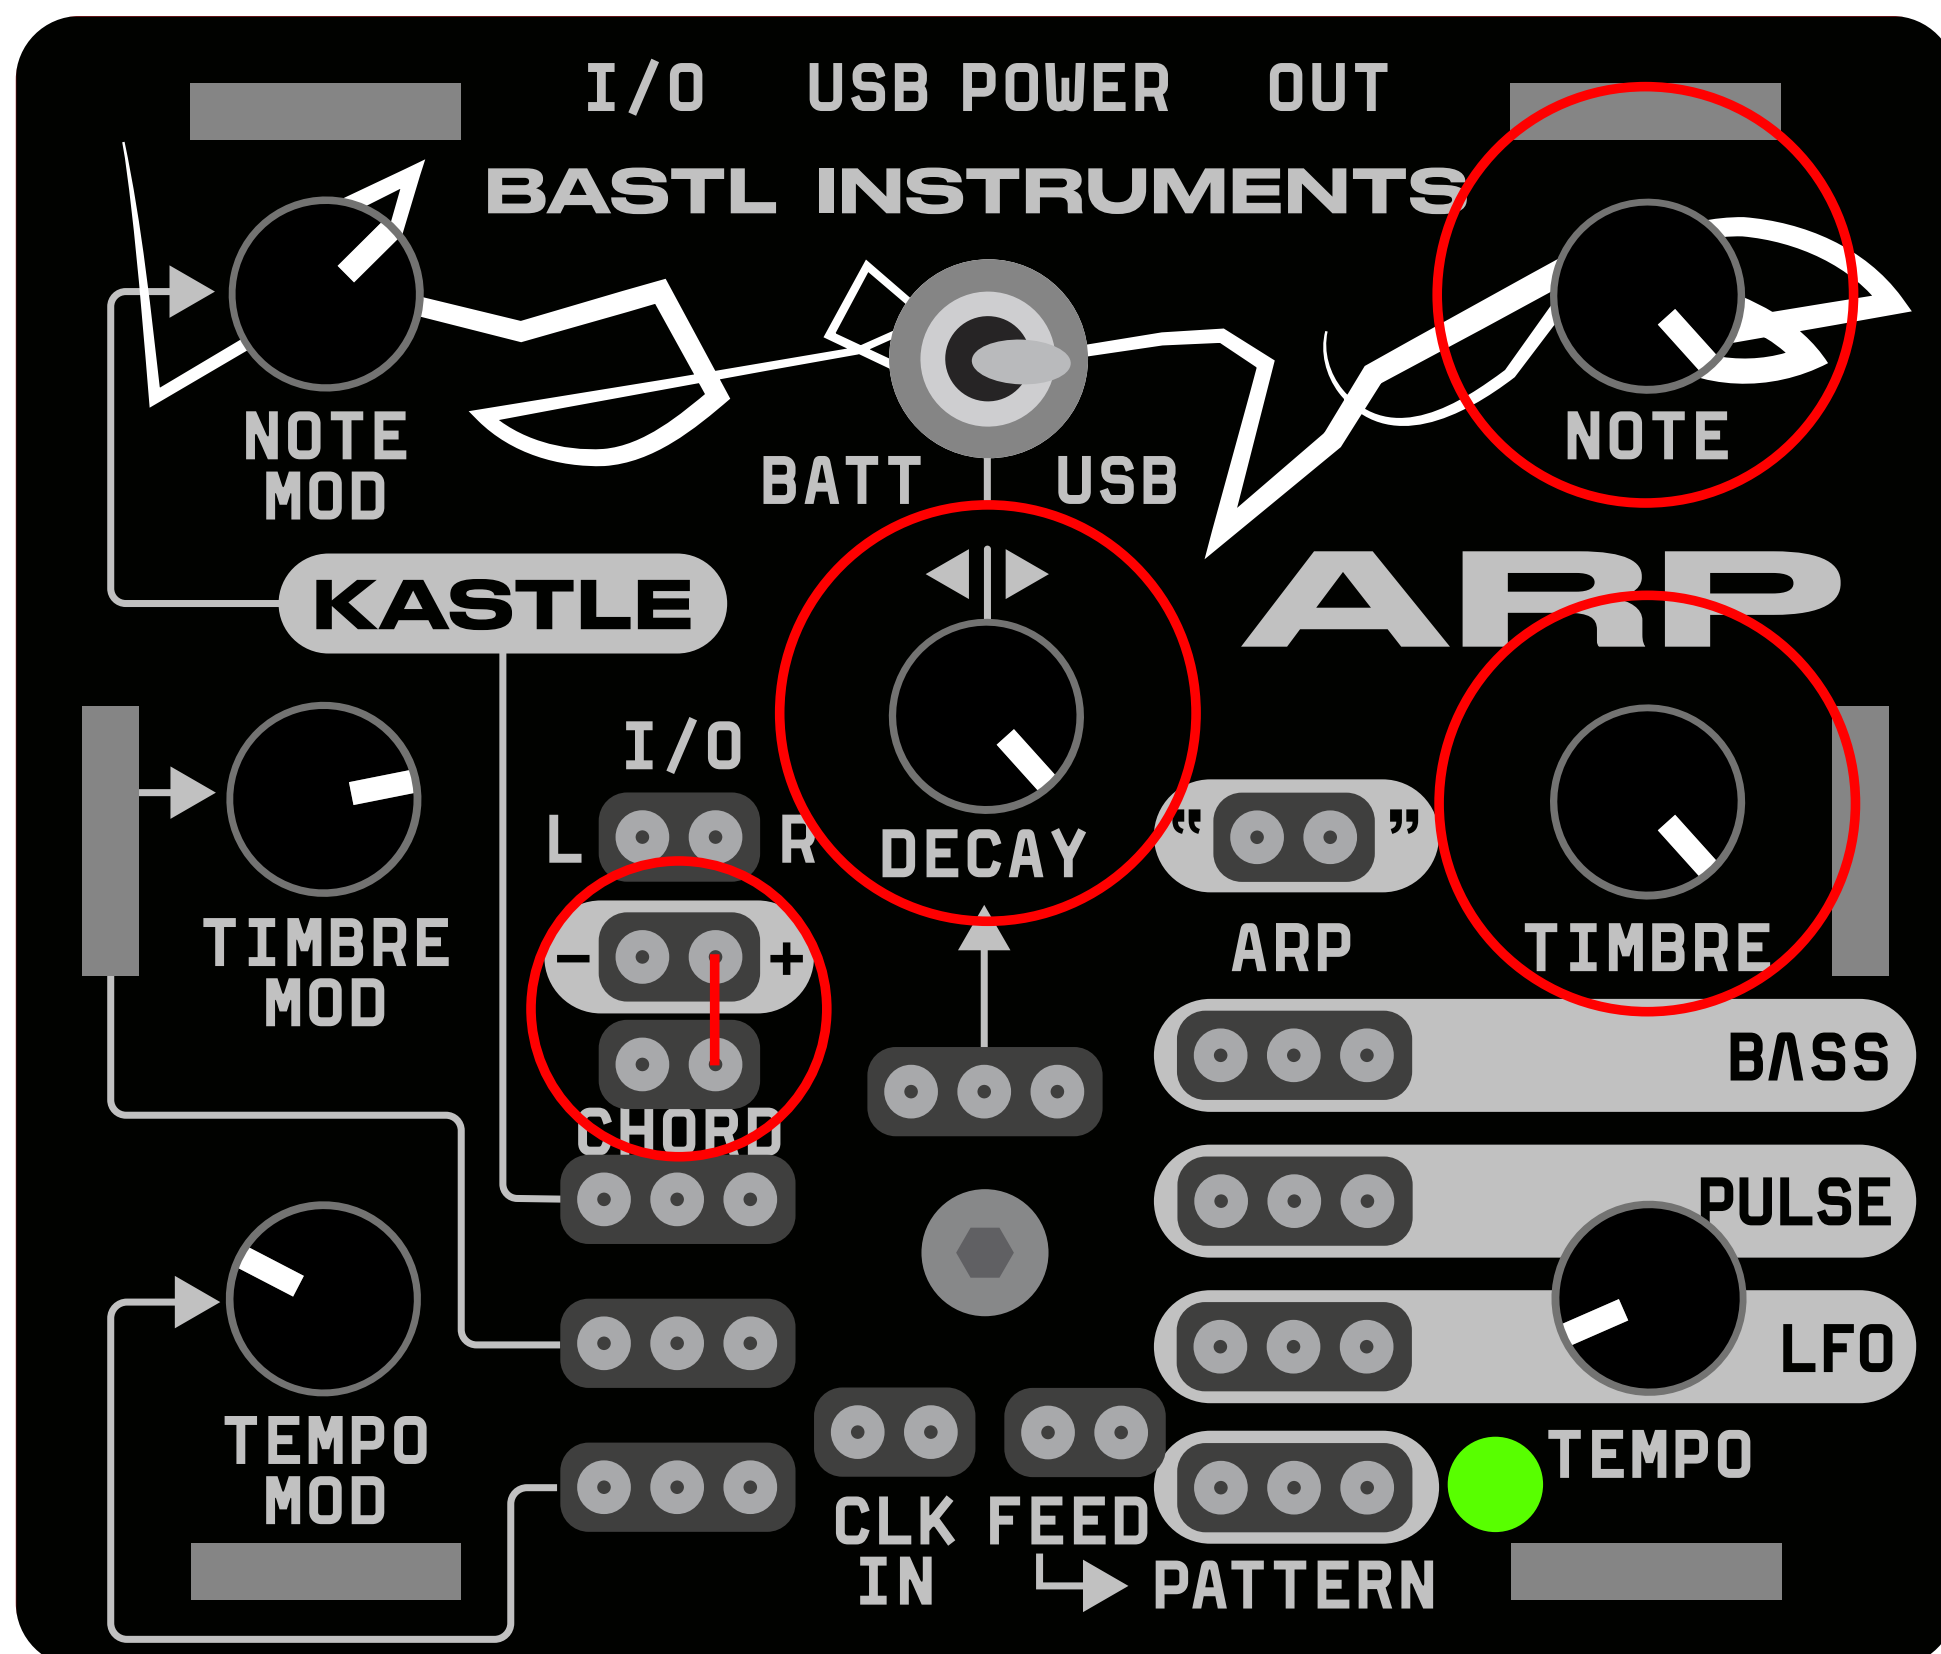 I/O USB POWER OUT
BASTL INSTRUMENTS
NOTE
MOD
NOTE
BATT USB
KASTLE
ARP
I/O
L R
DECAY
“ ”
TIMBRE
MOD
ARP
TIMBRE
− +
BASS
CHORD
PULSE
LFO
TEMPO
MOD
TEMPO
CLK
IN
FEED
PATTERN